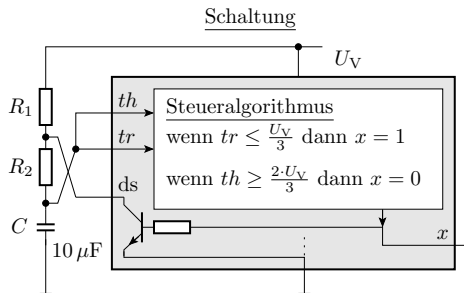 Schaltung
U_V
R_1
th
Steueralgorithmus
wenn tr ≤ U_V/3 dann x = 1
tr
R_2
wenn th ≥ 2·U_V/3 dann x = 0
ds
C
x
10 µF